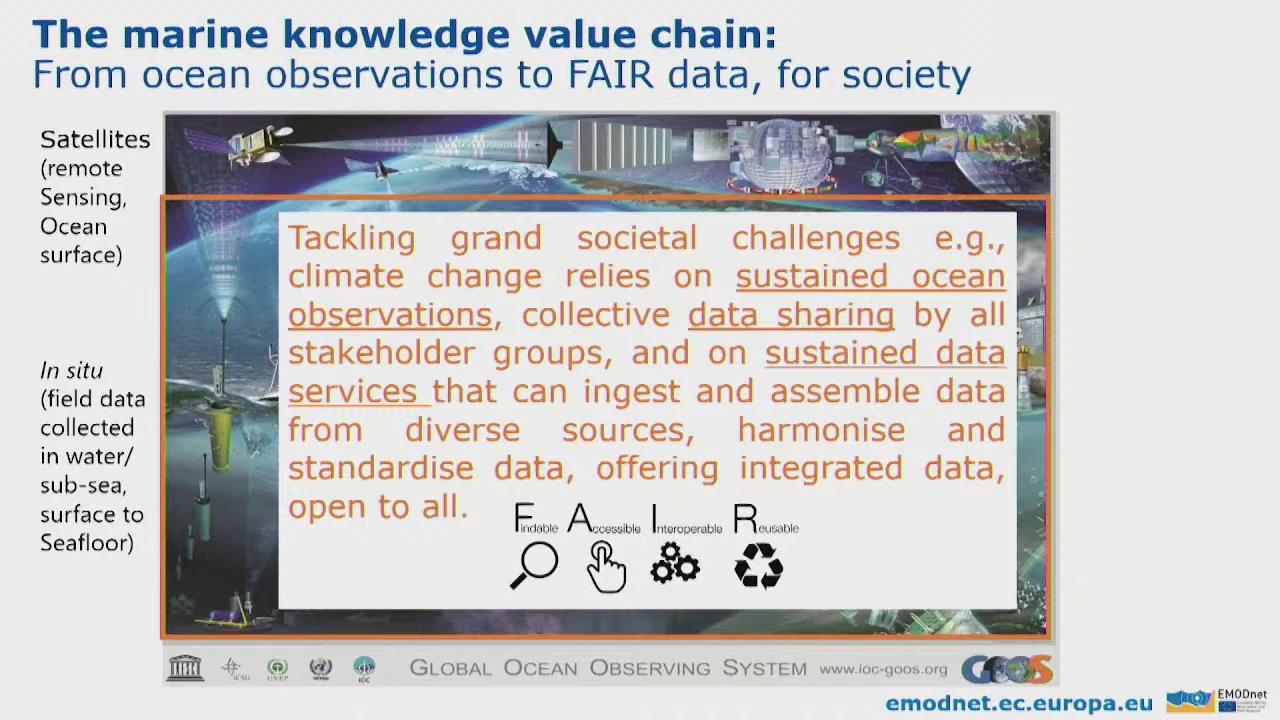 The marine knowledge value chain:
From ocean observations to FAIR data, for society
Satellites
(remote
Sensing,
Ocean
surface)
In situ
(field data
collected
in water/
sub-sea,
surface to
Seafloor)
Tackling grand societal challenges e.g.,
climate change relies on sustained ocean
observations, collective data sharing by all
stakeholder groups, and on sustained data
services that can ingest and assemble data
from diverse sources, harmonise and
standardise data, offering integrated data,
open to all.
Findable Accessible Interoperable Reusable
ICSU UNEP IOC
GLOBAL OCEAN OBSERVING SYSTEM www.ioc-goos.org GOOS
emodnet.ec.europa.eu
EMODnet